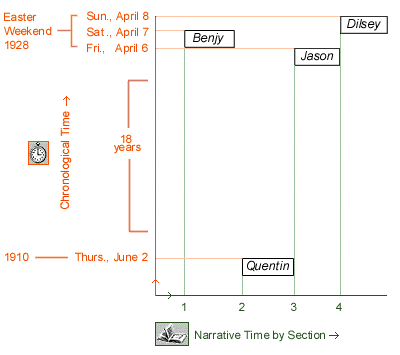 Easter
Weekend
1928
Sun., April 8
Sat., April 7
Fri., April 6
Dilsey
Benjy
Jason
Chronological Time →
18
years
1910
Thurs., June 2
Quentin
1 2 3 4
Narrative Time by Section →